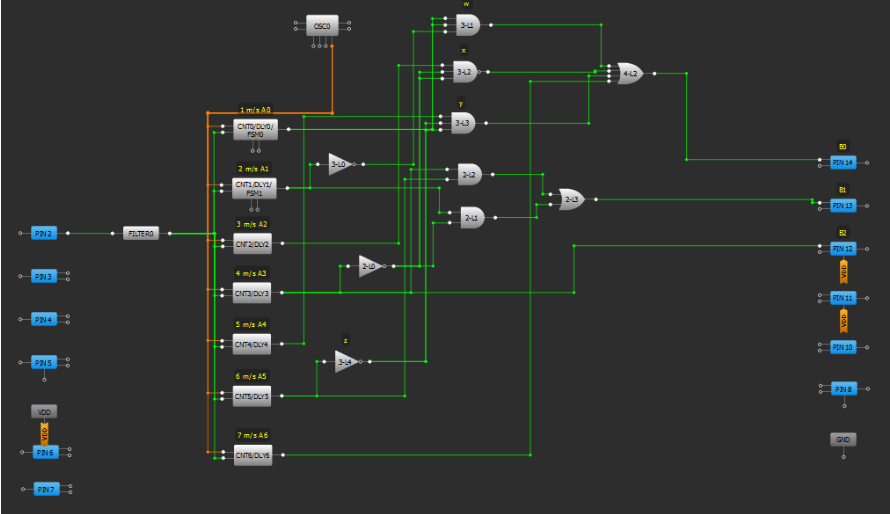 w
OSC0
3-L1
x
3-L2
4-L2
1 m/s A0
CNT0/DLY0/
FSM0
y
3-L3
3-L0
B0
PIN 14
2 m/s A1
CNT1/DLY1/
FSM1
2-L2
2-L3
B1
PIN 13
2-L1
3 m/s A2
PIN 2
FILTER0
CNT2/DLY2
B2
PIN 12
VDD
2-L0
PIN 3
4 m/s A3
CNT3/DLY3
PIN 11
VDD
PIN 4
5 m/s A4
CNT4/DLY4
z
3-L4
PIN 10
PIN 5
6 m/s A5
CNT5/DLY5
PIN 8
VDD
VDD
PIN 6
7 m/s A6
CNT6/DLY6
GND
PIN 7